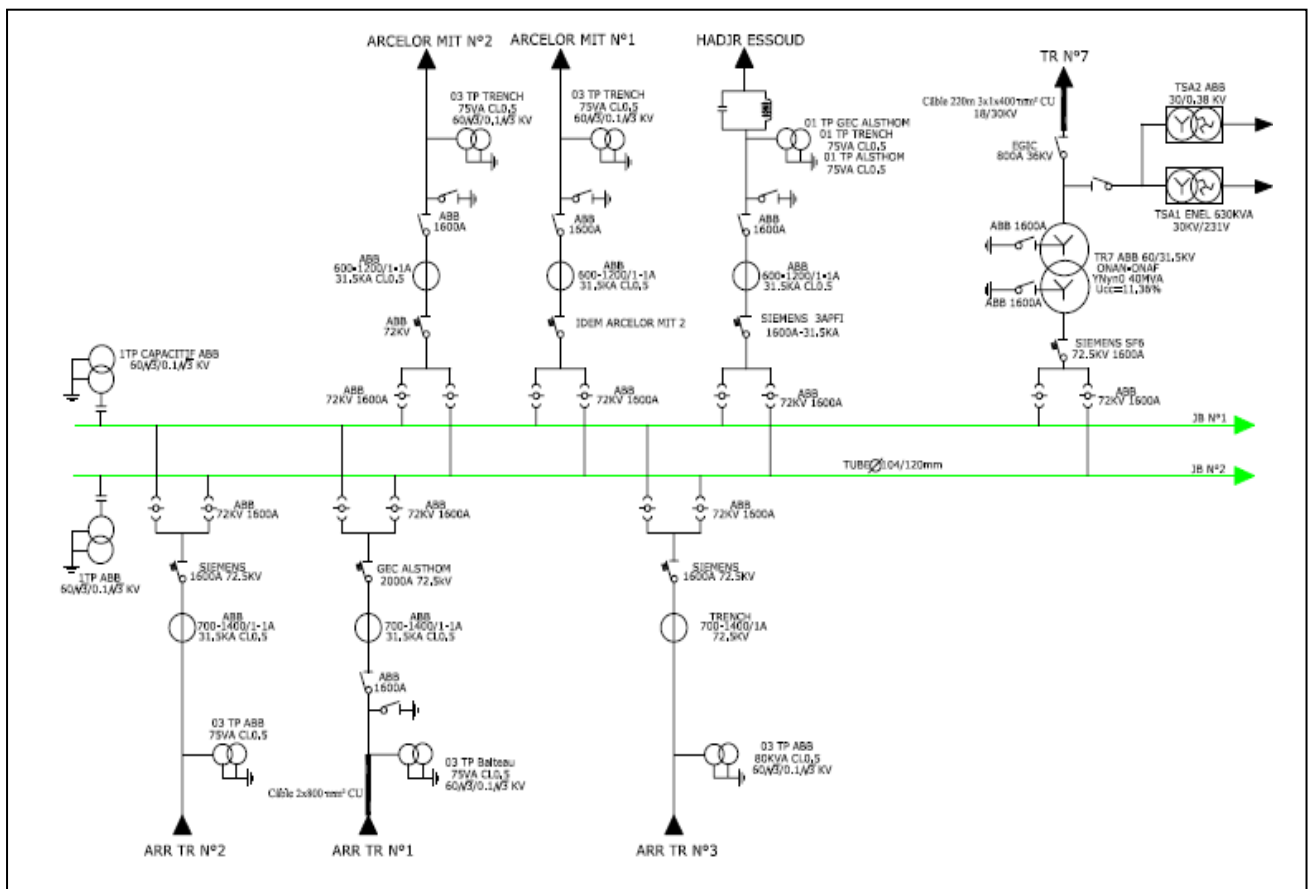 ARCELOR MIT N°2
ARCELOR MIT N°1
HADJR ESSOUD
TR N°7
03 TP TRENCH
75VA CL0.5
60/√3/0.1/√3 KV
03 TP TRENCH
75VA CL0.5
60/√3/0.1/√3 KV
01 TP GEC ALSTHOM
01 TP TRENCH
75VA CL0.5
01 TP ALSTHOM
75VA CL0.5
Câble 220m 3x1x400 mm² CU
18/30KV
TSA2 ABB
30/0.38 KV
EGIC
800A 36KV
TSA1 ENEL 630KVA
30KV/231V
ABB
1600A
ABB
1600A
ABB
1600A
ABB 1600A
TR7 ABB 60/31.5KV
ONAN-ONAF
YNyn0 40MVA
Ucc=11,36%
ABB 1600A
ABB
600-1200/1-1A
31.5KA CL0.5
ABB
600-1200/1-1A
31.5KA CL0.5
ABB
600-1200/1-1A
31.5KA CL0.5
ABB
72KV
IDEM ARCELOR MIT 2
SIEMENS 3APFI
1600A-31.5KA
SIEMENS SF6
72.5KV 1600A
1TP CAPACITIF ABB
60/√3/0.1/√3 KV
ABB
72KV 1600A
ABB
72KV 1600A
ABB
72KV 1600A
ABB
72KV 1600A
JB N°1
TUBE Ø104/120mm
JB N°2
1TP ABB
60/√3/0.1/√3 KV
ABB
72KV 1600A
ABB
72KV 1600A
ABB
72KV 1600A
SIEMENS
1600A 72.5KV
GEC ALSTHOM
2000A 72.5kV
SIEMENS
1600A 72.5KV
ABB
700-1400/1-1A
31.5KA CL0.5
ABB
700-1400/1-1A
31.5KA CL0.5
TRENCH
700-1400/1A
72.5KV
ABB
1600A
03 TP ABB
75VA CL0.5
03 TP Balteau
75VA CL0.5
60/√3/0.1/√3 KV
03 TP ABB
80KVA CL0.5
60/√3/0.1/√3 KV
Câble 2x800 mm² CU
ARR TR N°2
ARR TR N°1
ARR TR N°3